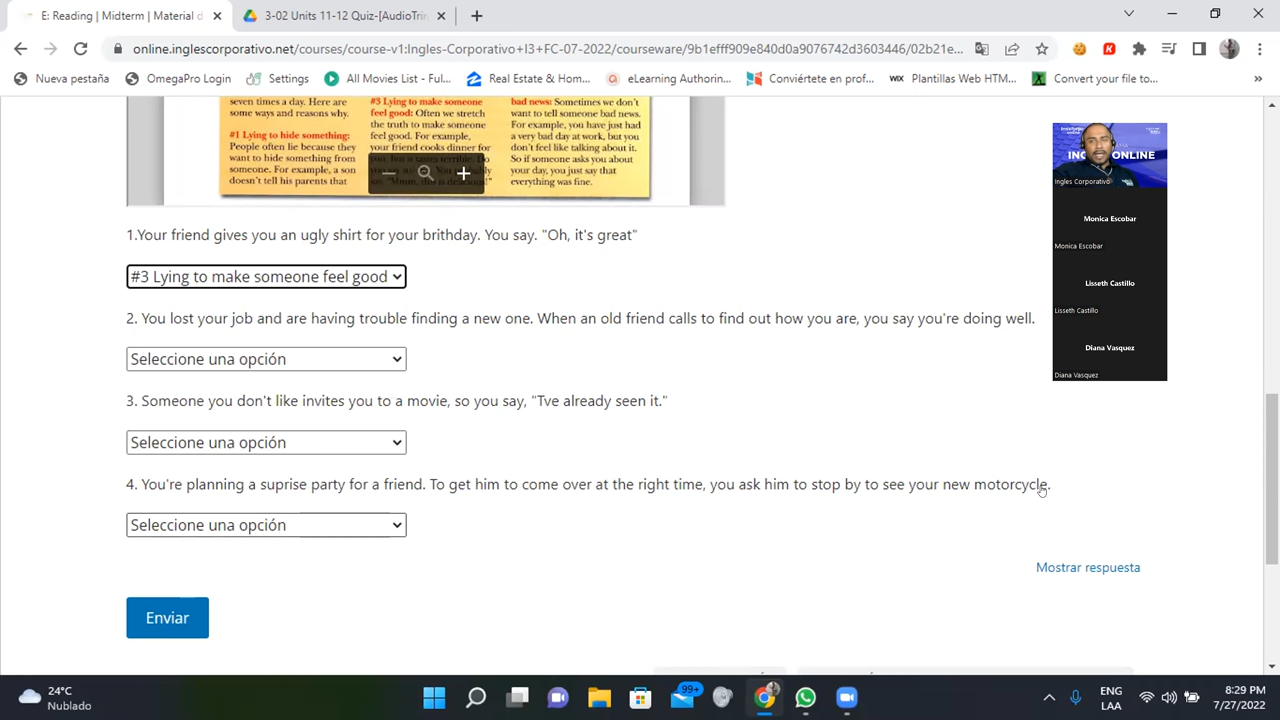 E: Reading | Midterm | Material d
3-02 Units 11-12 Quiz-[AudioTrin
online.inglescorporativo.net/courses/course-v1:Ingles-Corporativo+I3+FC-07-2022/courseware/9b1efff909e840d0a9076742d3603446/02b21e...
Nueva pestaña
OmegaPro Login
Settings
All Movies List - Ful...
Real Estate & Hom...
eLearning Authorin...
Conviértete en prof...
Plantillas Web HTM...
Convert your file to...
seven times a day. Here are
some ways and reasons why.
#1 Lying to hide something:
People often lie because they
want to hide something from
someone. For example, a son
doesn't tell his parents that
#3 Lying to make someone
feel good: Often we stretch
the truth to make someone
feel good. For example,
your friend cooks dinner for
bad news: Sometimes we don't
want to tell someone bad news.
For example, you have just had
a very bad day at work, but you
don't feel like talking about it.
So if someone asks you about
your day, you just say that
everything was fine.
1.Your friend gives you an ugly shirt for your brithday. You say. "Oh, it's great"
#3 Lying to make someone feel good
2. You lost your job and are having trouble finding a new one. When an old friend calls to find out how you are, you say you're doing well.
Seleccione una opción
3. Someone you don't like invites you to a movie, so you say, "Tve already seen it."
Seleccione una opción
4. You're planning a suprise party for a friend. To get him to come over at the right time, you ask him to stop by to see your new motorcycle.
Seleccione una opción
Mostrar respuesta
Enviar
ONLINE
Ingles Corporativo
Monica Escobar
Monica Escobar
Lisseth Castillo
Lisseth Castillo
Diana Vasquez
Diana Vasquez
24°C
Nublado
99+
ENG
LAA
8:29 PM
7/27/2022